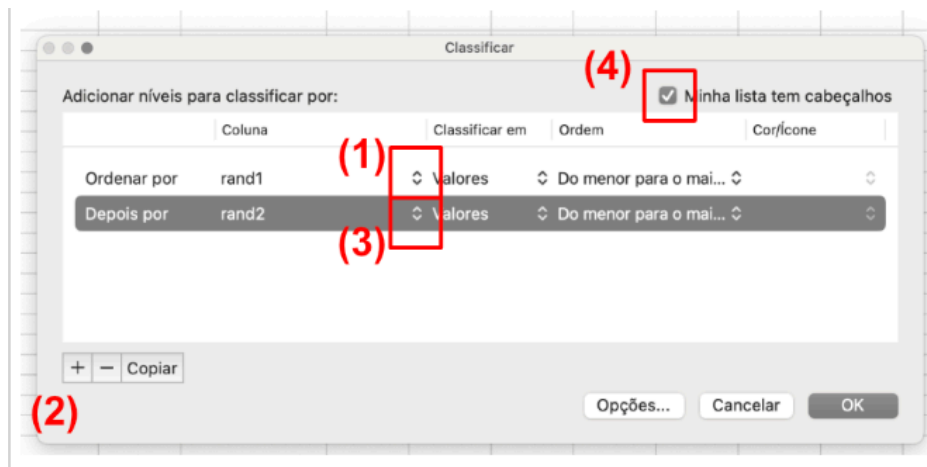 Classificar
(4)
Adicionar níveis para classificar por:
Minha lista tem cabeçalhos
Coluna
Classificar em
Ordem
Cor/Ícone
(1)
Ordenar por
rand1
Valores
Do menor para o mai...
Depois por
rand2
Valores
Do menor para o mai...
(3)
+
−
Copiar
(2)
Opções...
Cancelar
OK